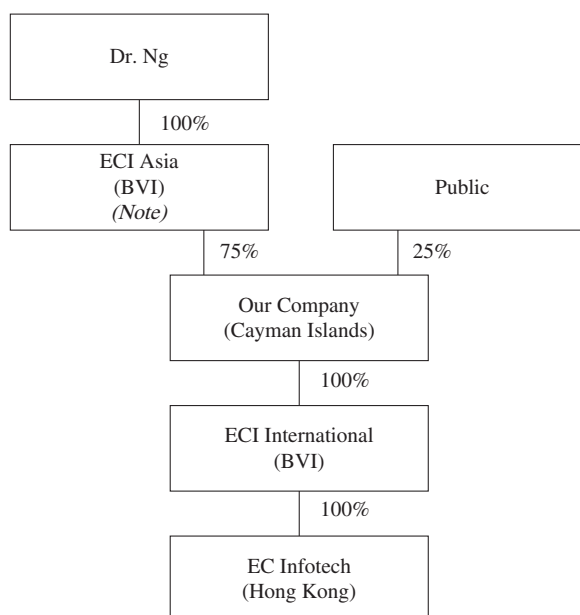 Dr. Ng
100%
ECI Asia
(BVI)
(Note)
Public
75%
25%
Our Company
(Cayman Islands)
100%
ECI International
(BVI)
100%
EC Infotech
(Hong Kong)